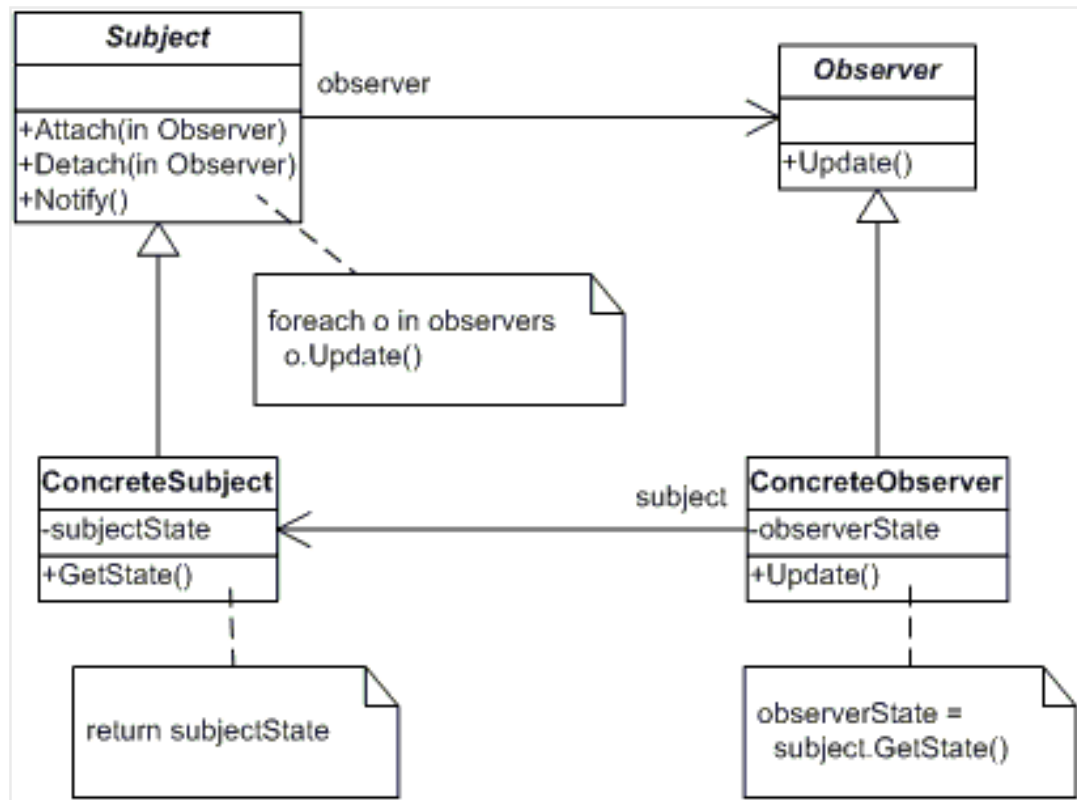 Subject
observer
Observer
+Attach(in Observer)
+Detach(in Observer)
+Notify()
+Update()
foreach o in observers
o.Update()
ConcreteSubject
-subjectState
+GetState()
subject
ConcreteObserver
-observerState
+Update()
return subjectState
observerState =
subject.GetState()